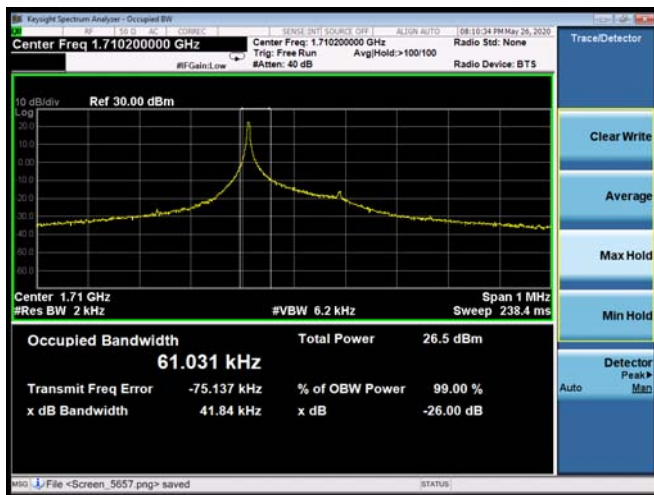 Keysight Spectrum Analyzer - Occupied BW
RF 50 Ω AC CORREC SENSE:INT SOURCE OFF ALIGN AUTO 08:10:34 PM May 26, 2020
Center Freq 1.710200000 GHz
Center Freq: 1.710200000 GHz
Radio Std: None
Trig: Free Run Avg|Hold:>100/100
#IFGain:Low
#Atten: 40 dB
Radio Device: BTS
Trace/Detector
10 dB/div Ref 30.00 dBm
Log
20.0
10.0
0.00
10.0
20.0
30.0
40.0
50.0
60.0
Center 1.71 GHz
Span 1 MHz
#Res BW 2 kHz
#VBW 6.2 kHz
Sweep 238.4 ms
Occupied Bandwidth
61.031 kHz
Total Power 26.5 dBm
Transmit Freq Error -75.137 kHz
% of OBW Power 99.00 %
x dB Bandwidth 41.84 kHz
x dB -26.00 dB
Clear Write
Average
Max Hold
Min Hold
Detector
Peak▶
Auto Man
MSG File <Screen_5657.png> saved
STATUS